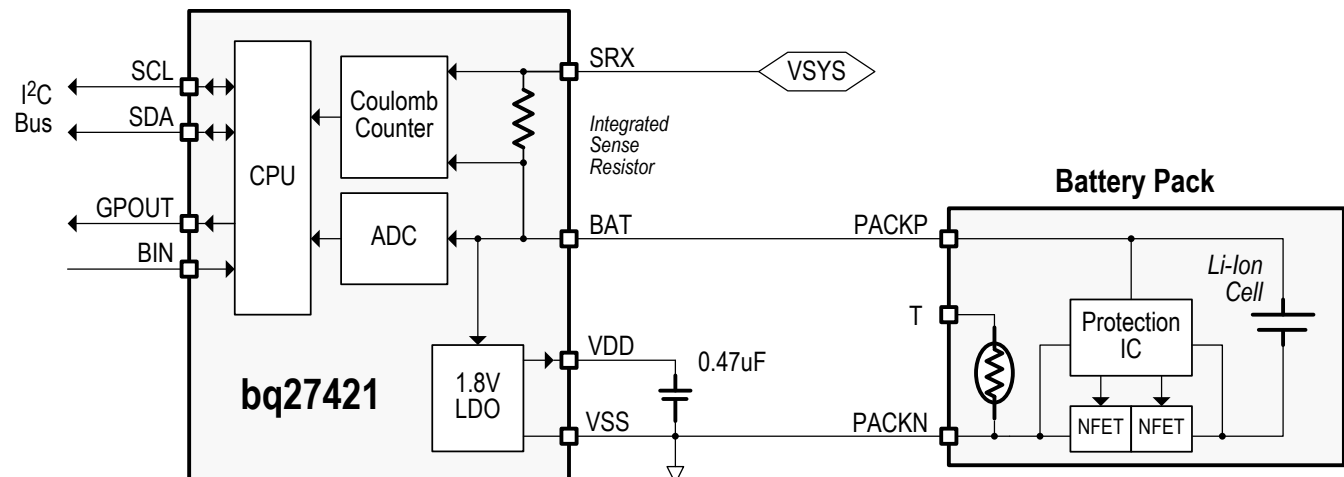 SCL
I2C
Bus
SDA
GPOUT
BIN
CPU
Coulomb
Counter
ADC
1.8V
LDO
bq27421
SRX
VSYS
Integrated
Sense
Resistor
BAT
VDD
0.47uF
VSS
Battery Pack
PACKP
T
PACKN
Li-Ion
Cell
Protection
IC
NFET NFET